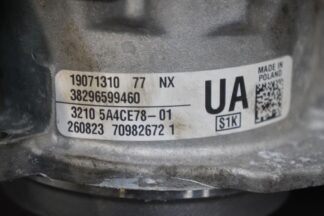 19071310 77 NX
38296599460
3210 5A4CE78-01
260823 70982672 1
UA
S1K
MADE IN
POLAND